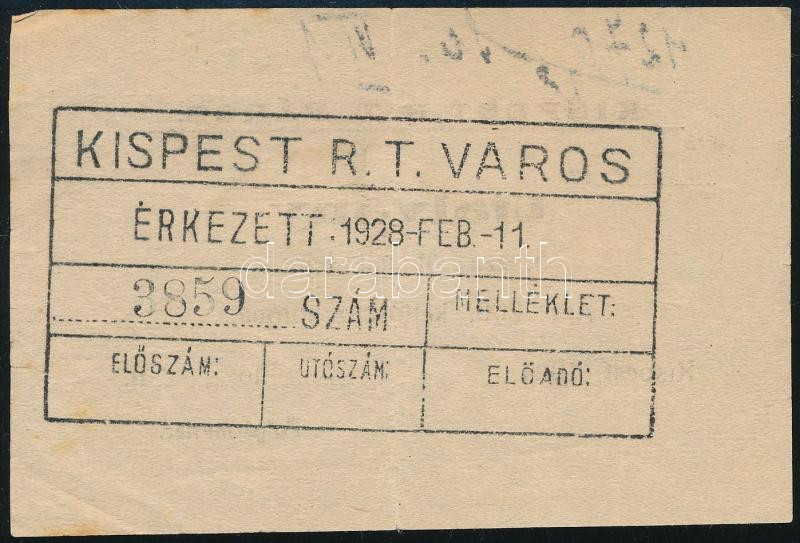 KISPEST R.T. VÁROS
ÉRKEZETT: 1928-FEB.-11.
3859 SZÁM
MELLÉKLET:
ELŐSZÁM:
UTÓSZÁM:
ELŐADÓ:
darabanth